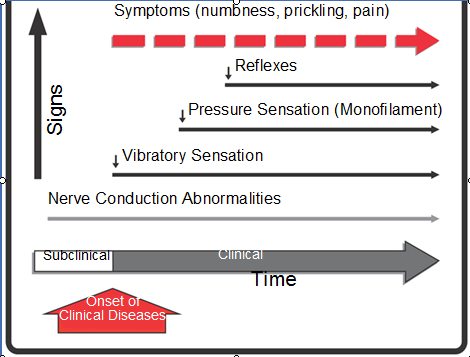 Symptoms (numbness, prickling, pain)
Reflexes
Pressure Sensation (Monofilament)
Signs
Vibratory Sensation
Nerve Conduction Abnormalities
Subclinical
Clinical
Time
Onset of
Clinical Diseases